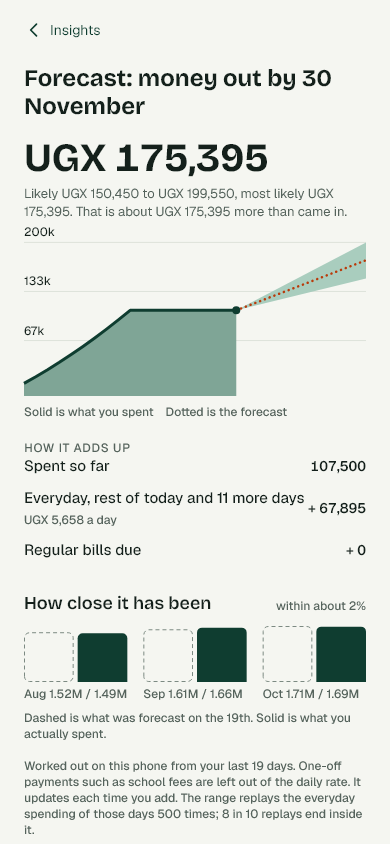 Insights
Forecast: money out by 30
November
UGX 175,395
Likely UGX 150,450 to UGX 199,550, most likely UGX
175,395. That is about UGX 175,395 more than came in.
200k
133k
67k
Solid is what you spent Dotted is the forecast
HOW IT ADDS UP
Spent so far 107,500
Everyday, rest of today and 11 more days + 67,895
UGX 5,658 a day
Regular bills due + 0
How close it has been within about 2%
Aug 1.52M / 1.49M Sep 1.61M / 1.66M Oct 1.71M / 1.69M
Dashed is what was forecast on the 19th. Solid is what you
actually spent.
Worked out on this phone from your last 19 days. One-off
payments such as school fees are left out of the daily rate. It
updates each time you add. The range replays the everyday
spending of those days 500 times; 8 in 10 replays end inside
it.